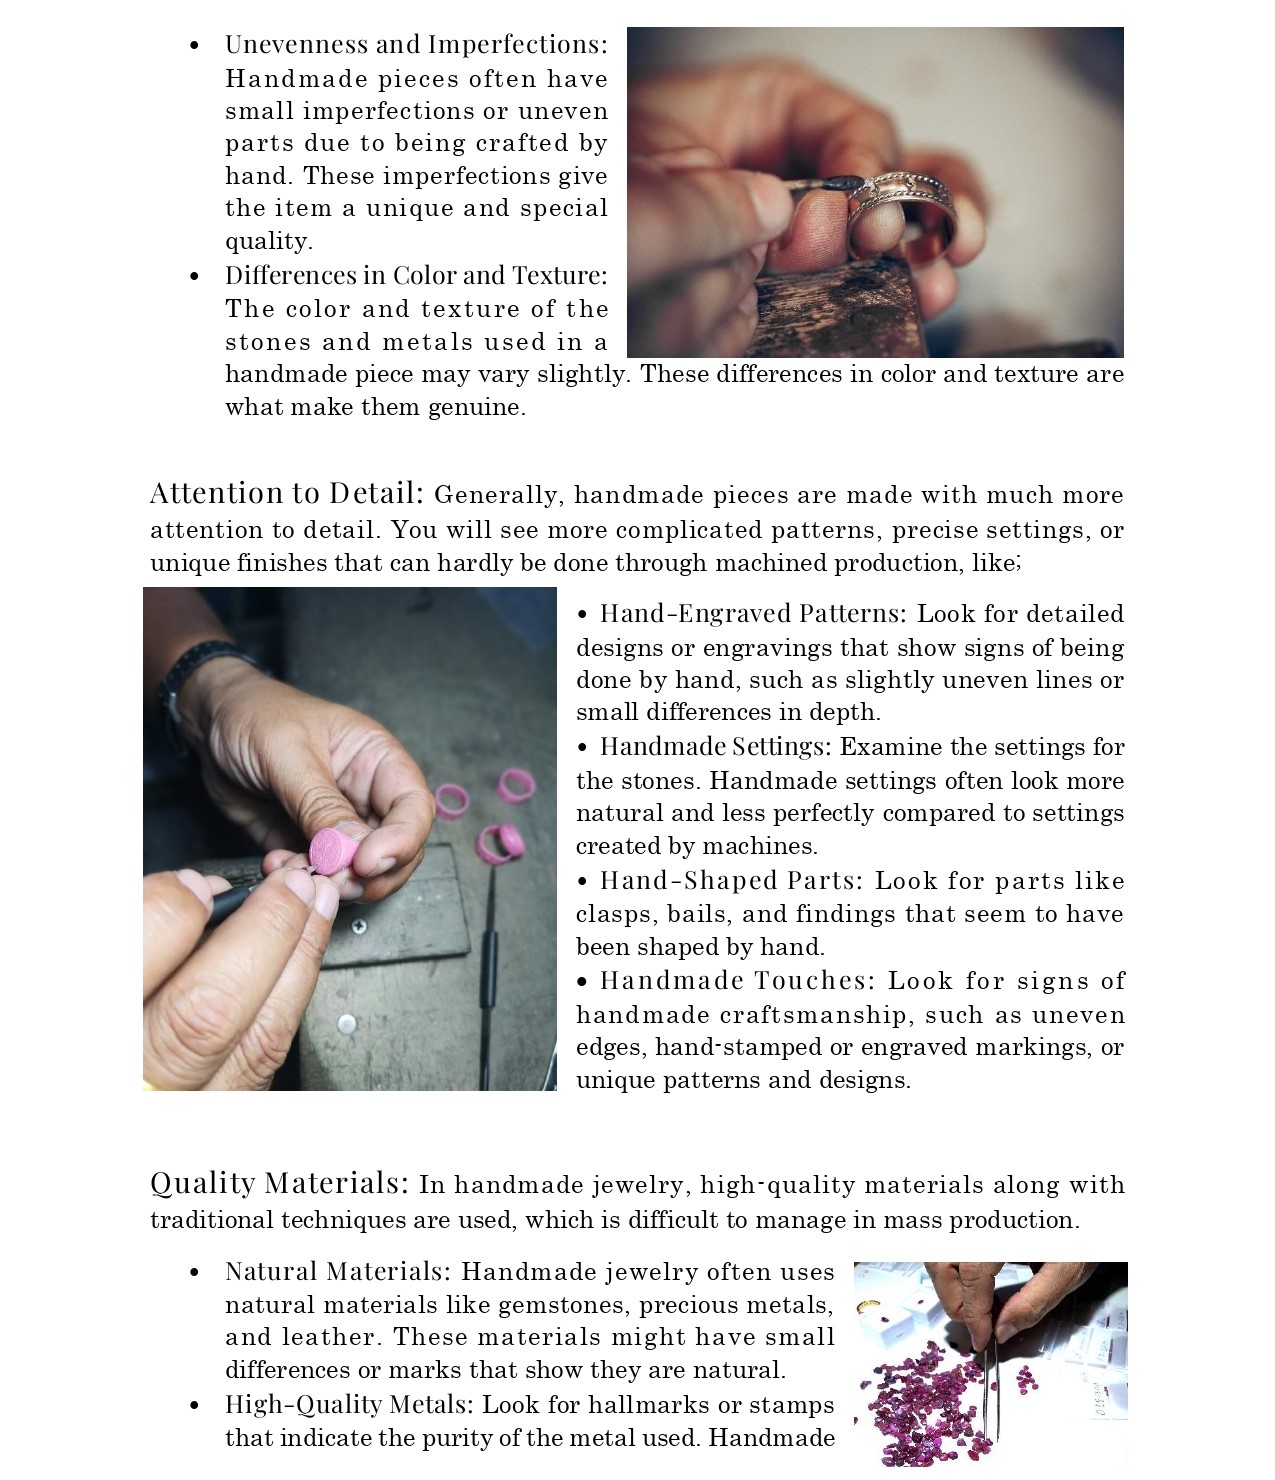 • Unevenness and Imperfections:
Handmade pieces often have
small imperfections or uneven
parts due to being crafted by
hand. These imperfections give
the item a unique and special
quality.
• Differences in Color and Texture:
The color and texture of the
stones and metals used in a
handmade piece may vary slightly. These differences in color and texture are
what make them genuine.
Attention to Detail: Generally, handmade pieces are made with much more
attention to detail. You will see more complicated patterns, precise settings, or
unique finishes that can hardly be done through machined production, like;
• Hand-Engraved Patterns: Look for detailed
designs or engravings that show signs of being
done by hand, such as slightly uneven lines or
small differences in depth.
• Handmade Settings: Examine the settings for
the stones. Handmade settings often look more
natural and less perfectly compared to settings
created by machines.
• Hand-Shaped Parts: Look for parts like
clasps, bails, and findings that seem to have
been shaped by hand.
• Handmade Touches: Look for signs of
handmade craftsmanship, such as uneven
edges, hand-stamped or engraved markings, or
unique patterns and designs.
Quality Materials: In handmade jewelry, high-quality materials along with
traditional techniques are used, which is difficult to manage in mass production.
• Natural Materials: Handmade jewelry often uses
natural materials like gemstones, precious metals,
and leather. These materials might have small
differences or marks that show they are natural.
• High-Quality Metals: Look for hallmarks or stamps
that indicate the purity of the metal used. Handmade